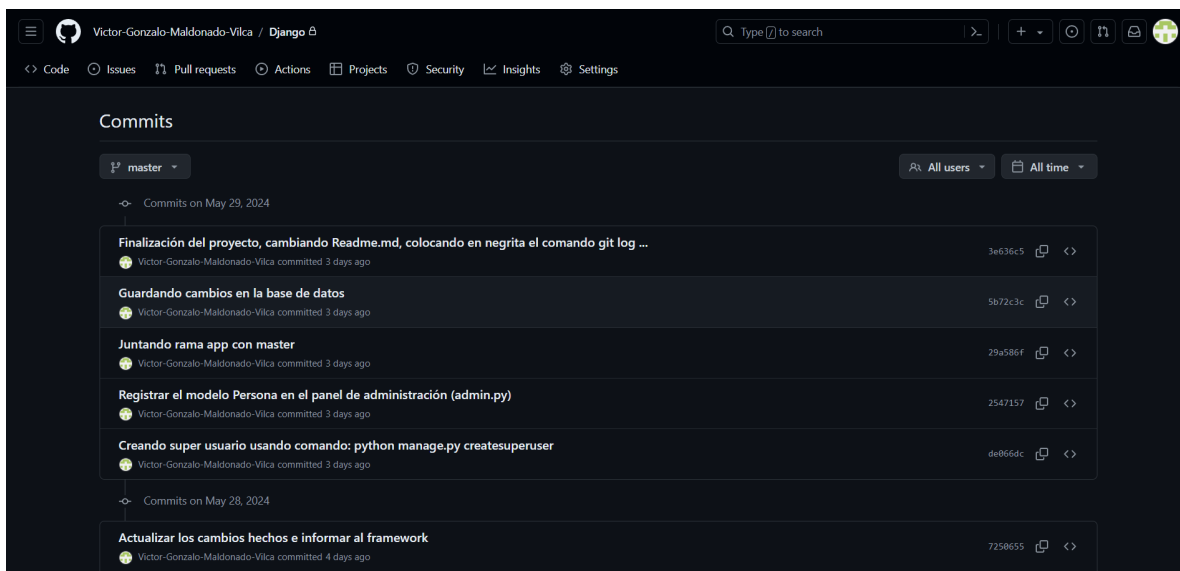 Victor-Gonzalo-Maldonado-Vilca / Django
Type / to search
Code Issues Pull requests Actions Projects Security Insights Settings
Commits
master All users All time
Commits on May 29, 2024
Finalización del proyecto, cambiando Readme.md, colocando en negrita el comando git log ...
3e636c5
Victor-Gonzalo-Maldonado-Vilca committed 3 days ago
Guardando cambios en la base de datos
5b72c3c
Victor-Gonzalo-Maldonado-Vilca committed 3 days ago
Juntando rama app con master
29a586f
Victor-Gonzalo-Maldonado-Vilca committed 3 days ago
Registrar el modelo Persona en el panel de administración (admin.py)
2547157
Victor-Gonzalo-Maldonado-Vilca committed 3 days ago
Creando super usuario usando comando: python manage.py createsuperuser
de066dc
Victor-Gonzalo-Maldonado-Vilca committed 3 days ago
Commits on May 28, 2024
Actualizar los cambios hechos e informar al framework
7250655
Victor-Gonzalo-Maldonado-Vilca committed 4 days ago